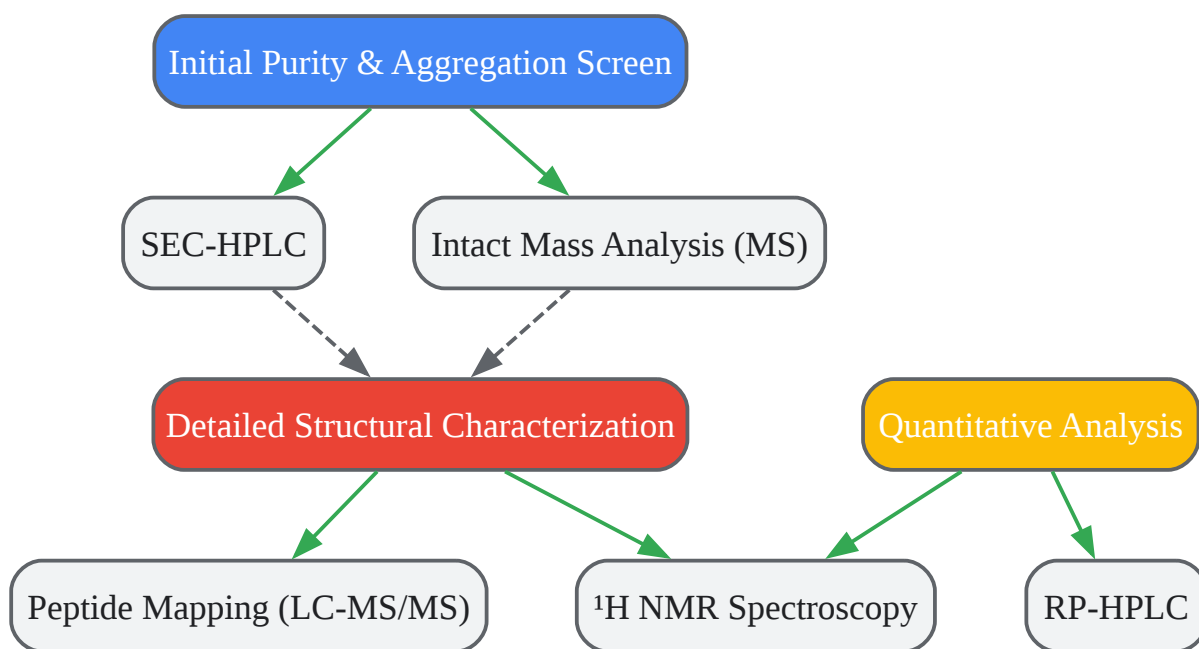 Initial Purity & Aggregation Screen
SEC-HPLC
Intact Mass Analysis (MS)
Detailed Structural Characterization
Quantitative Analysis
Peptide Mapping (LC-MS/MS)
¹H NMR Spectroscopy
RP-HPLC